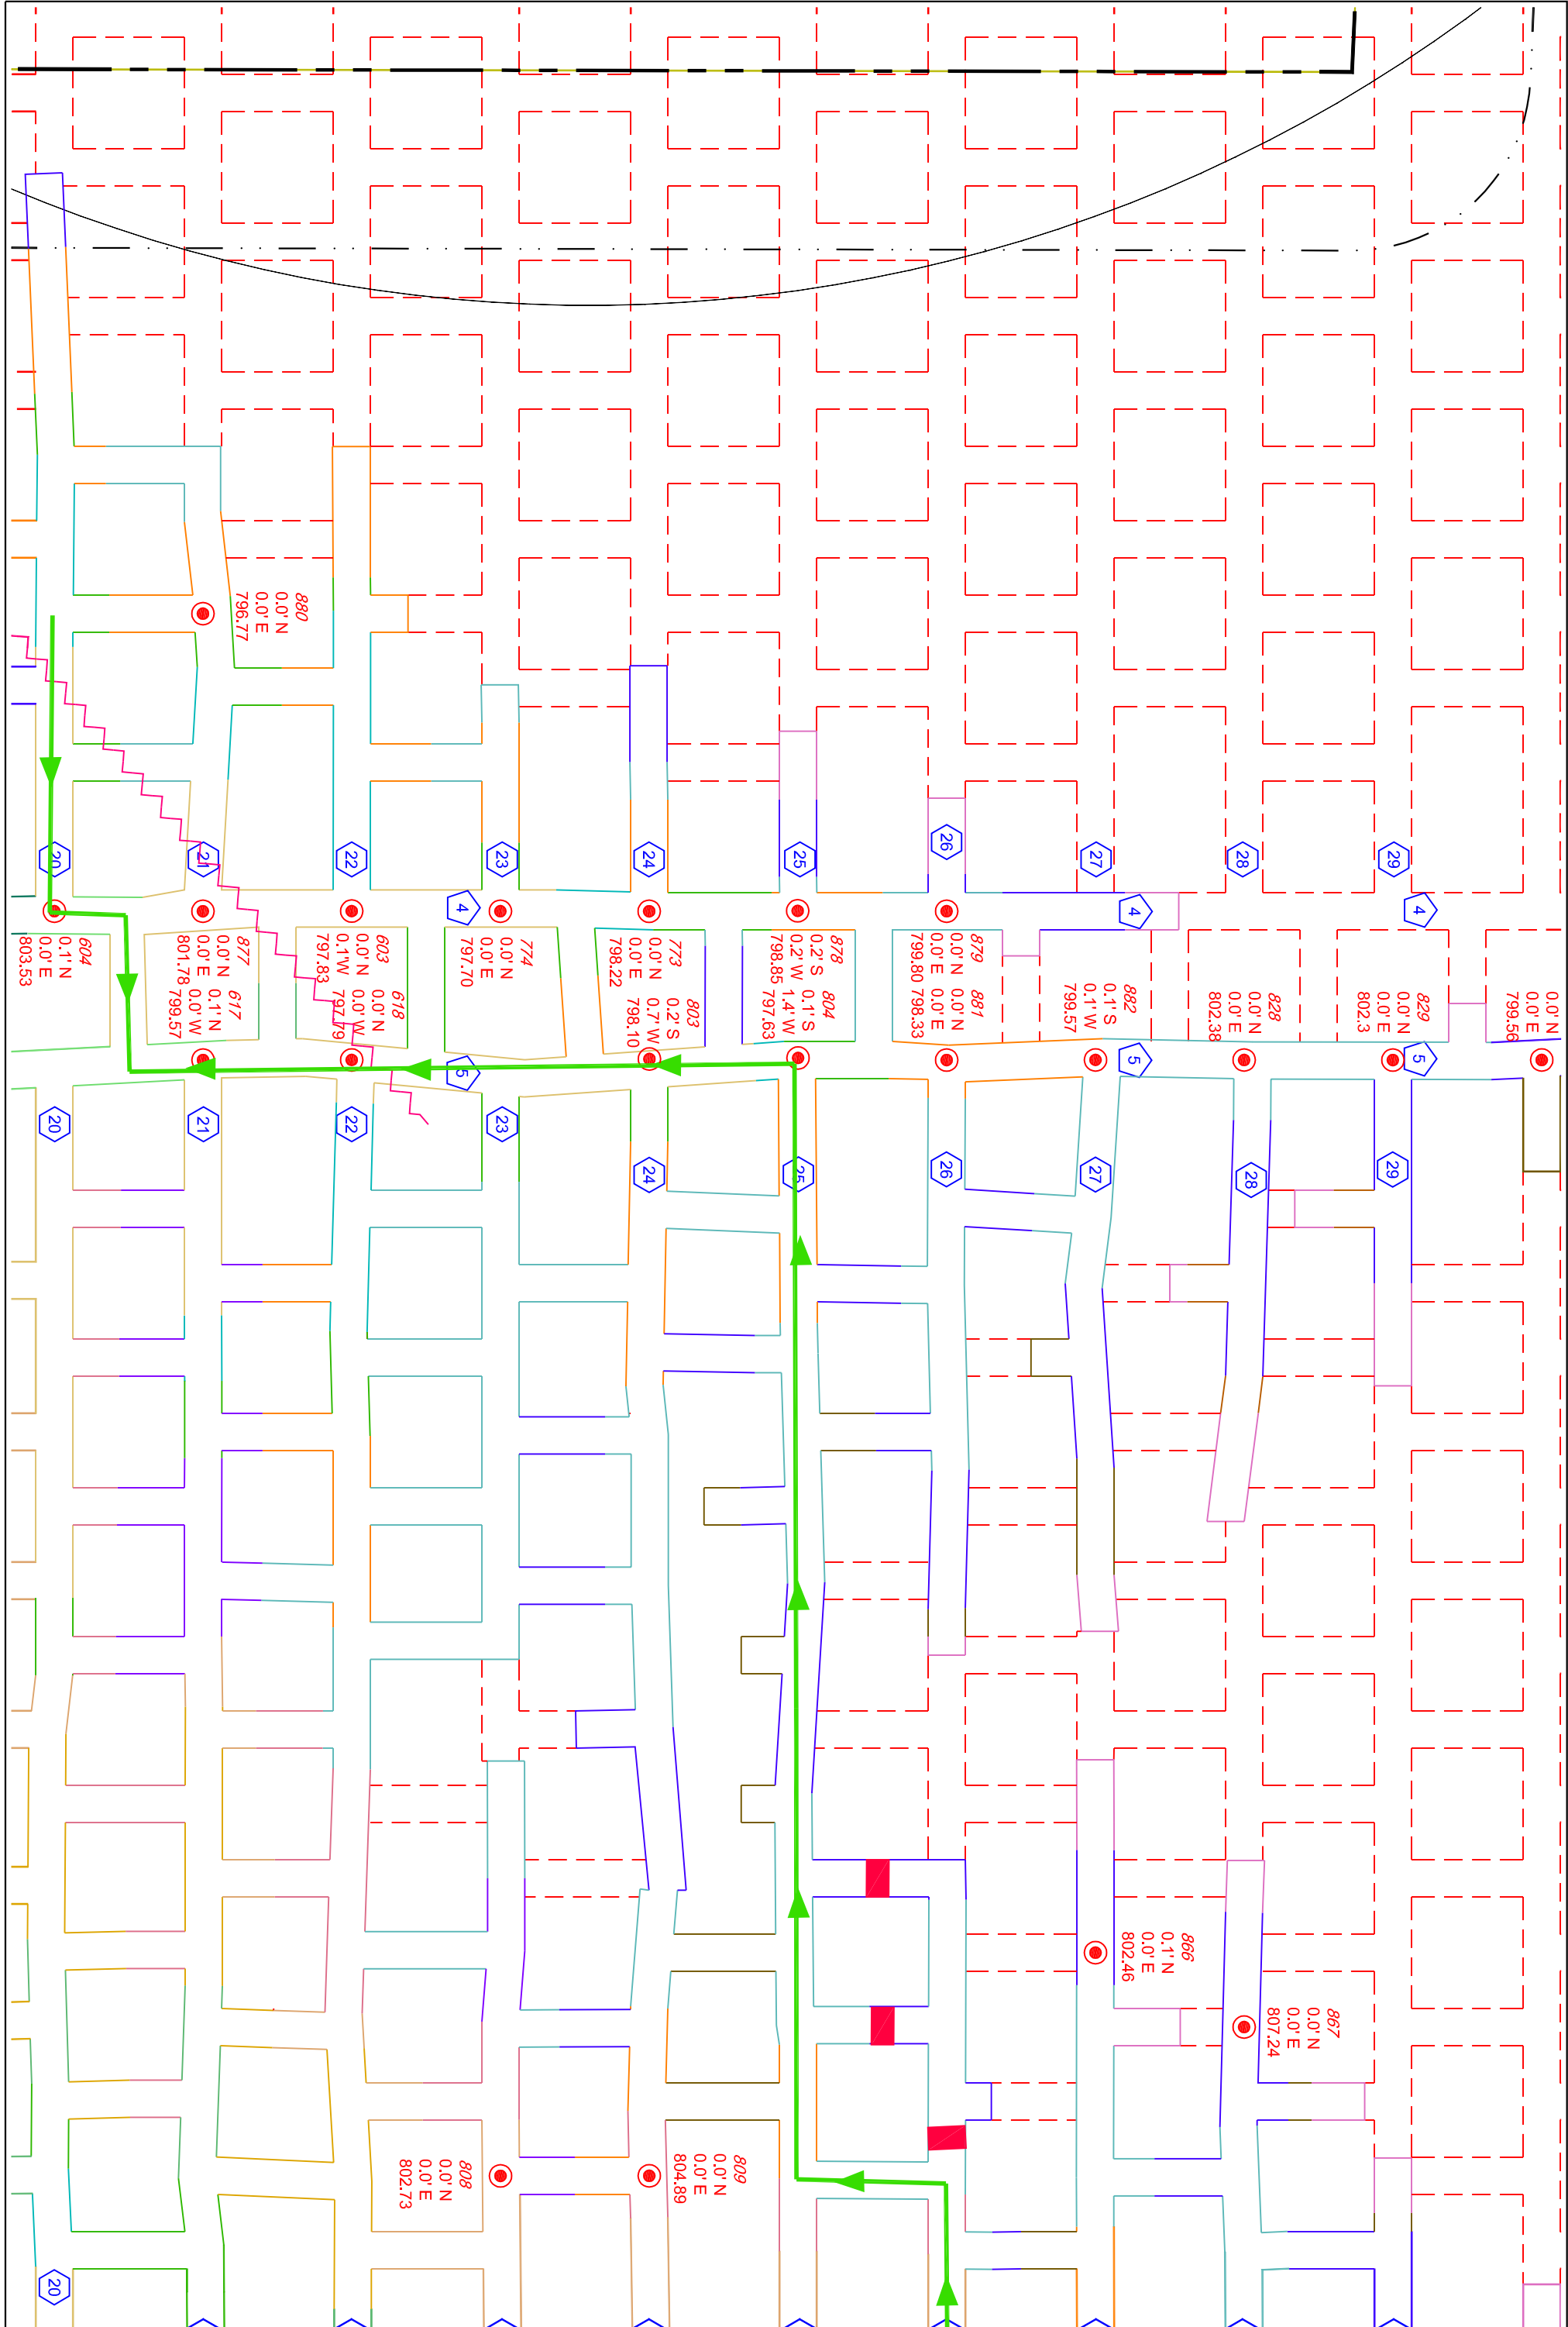 880
0.0' N
0.0' E
796.77
20
21
22
23
24
25
26
27
28
29
4
4
4
604
0.1' N
0.0' E
803.53
877
0.0' N
0.0' E
801.78
617
0.1' N
0.0' W
799.57
603
0.0' N
0.1' W
797.83
618
0.0' N
0.0' W
797.79
774
0.0' N
0.0' E
797.70
773
0.0' N
0.0' E
798.22
803
0.2' S
0.7' W
798.10
878
0.2' S
0.2' W
798.85
804
0.1' S
1.4' W
797.63
879
0.0' N
0.0' E
799.80
881
0.0' N
0.0' E
798.33
882
0.1' S
0.1' W
799.57
828
0.0' N
0.0' E
802.38
829
0.0' N
0.0' E
802.3
0.0' N
0.0' E
799.56
5
5
5
20
21
22
23
24
25
26
27
28
29
866
0.1' N
0.0' E
802.46
867
0.0' N
0.0' E
807.24
808
0.0' N
0.0' E
802.73
809
0.0' N
0.0' E
804.89
20